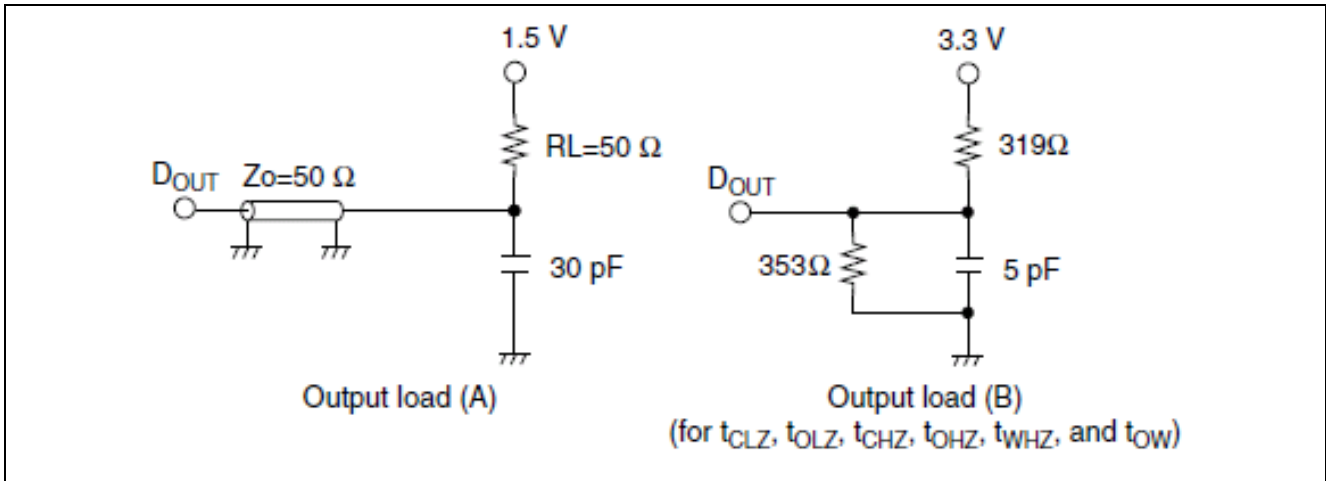 1.5 V
RL=50 Ω
DOUT Zo=50 Ω
30 pF
Output load (A)
3.3 V
319Ω
DOUT
353Ω
5 pF
Output load (B)
(for tCLZ, tOLZ, tCHZ, tOHZ, tWHZ, and tOW)